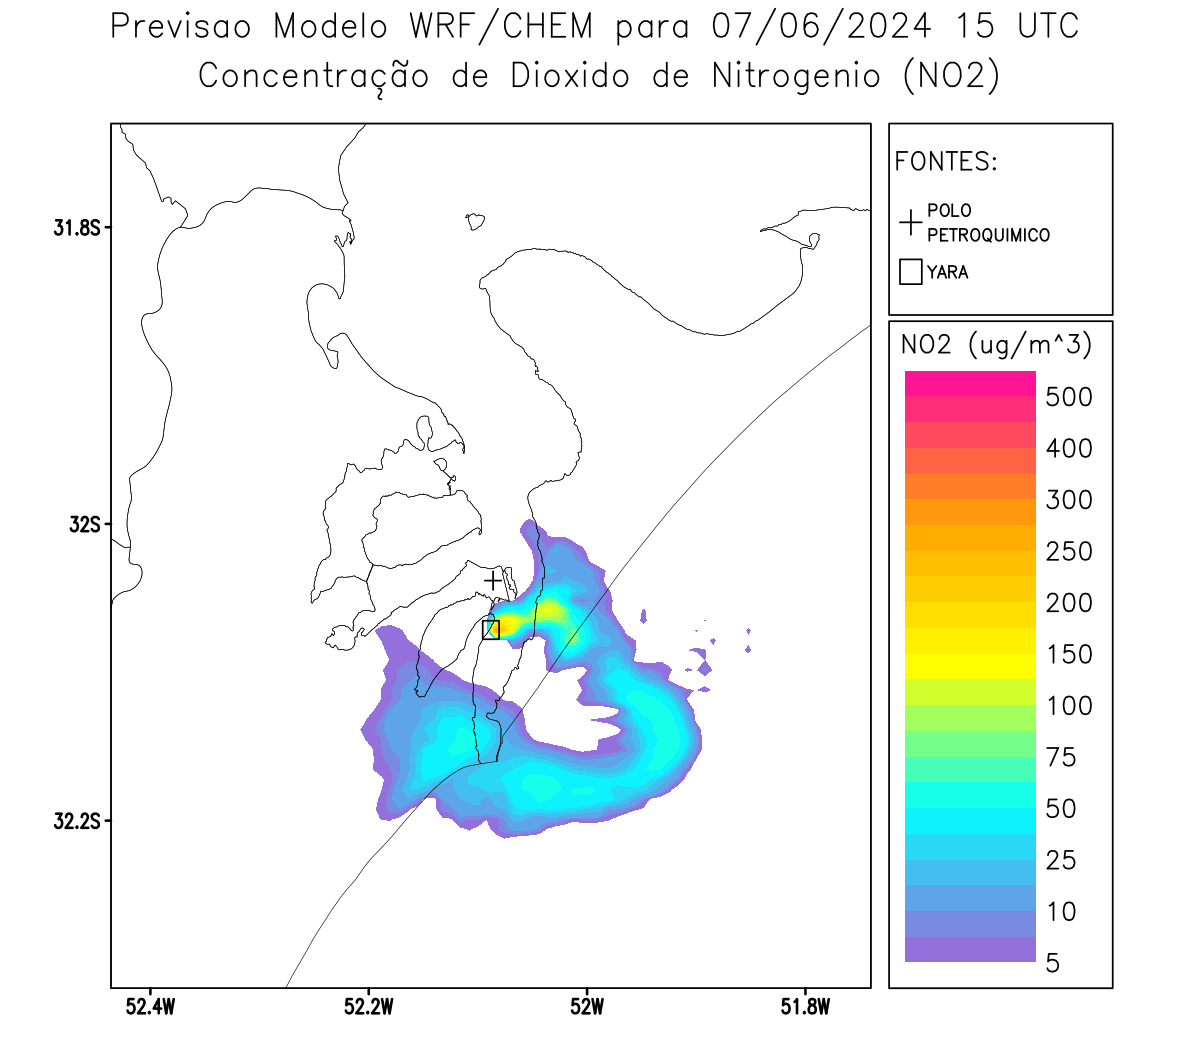 Previsao Modelo WRF/CHEM para 07/06/2024 15 UTC
Concentração de Dioxido de Nitrogenio (NO2)
FONTES:
POLO
PETROQUIMICO
YARA
NO2 (ug/m^3)
500
400
300
250
200
150
100
75
50
25
10
5
31.8S
32S
32.2S
52.4W
52.2W
52W
51.8W